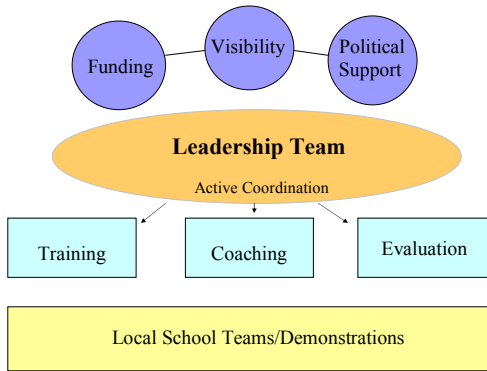 Funding
Visibility
Political
Support
Leadership Team
Active Coordination
Training
Coaching
Evaluation
Local School Teams/Demonstrations